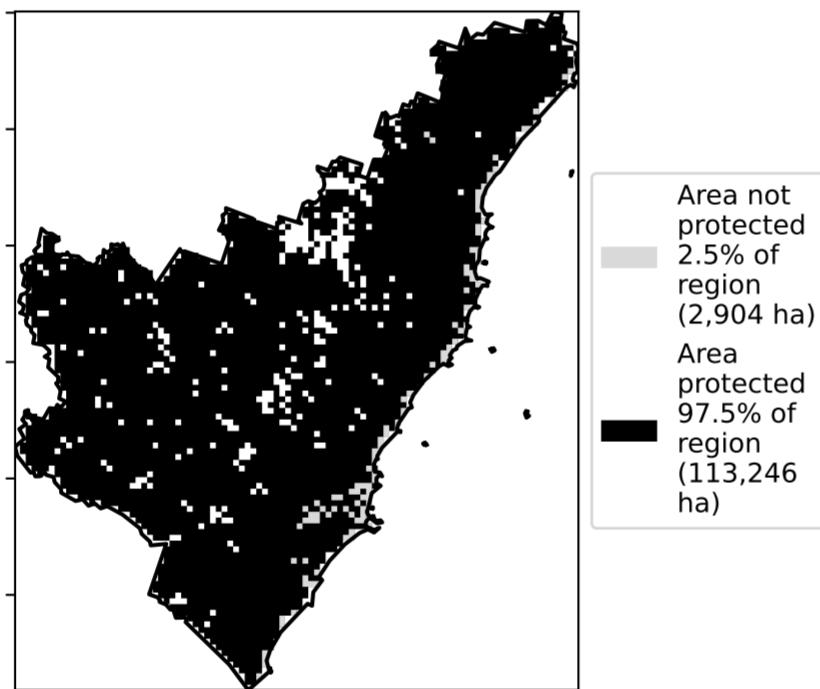 Area not
protected
2.5% of
region
(2,904 ha)
Area
protected
97.5% of
region
(113,246
ha)